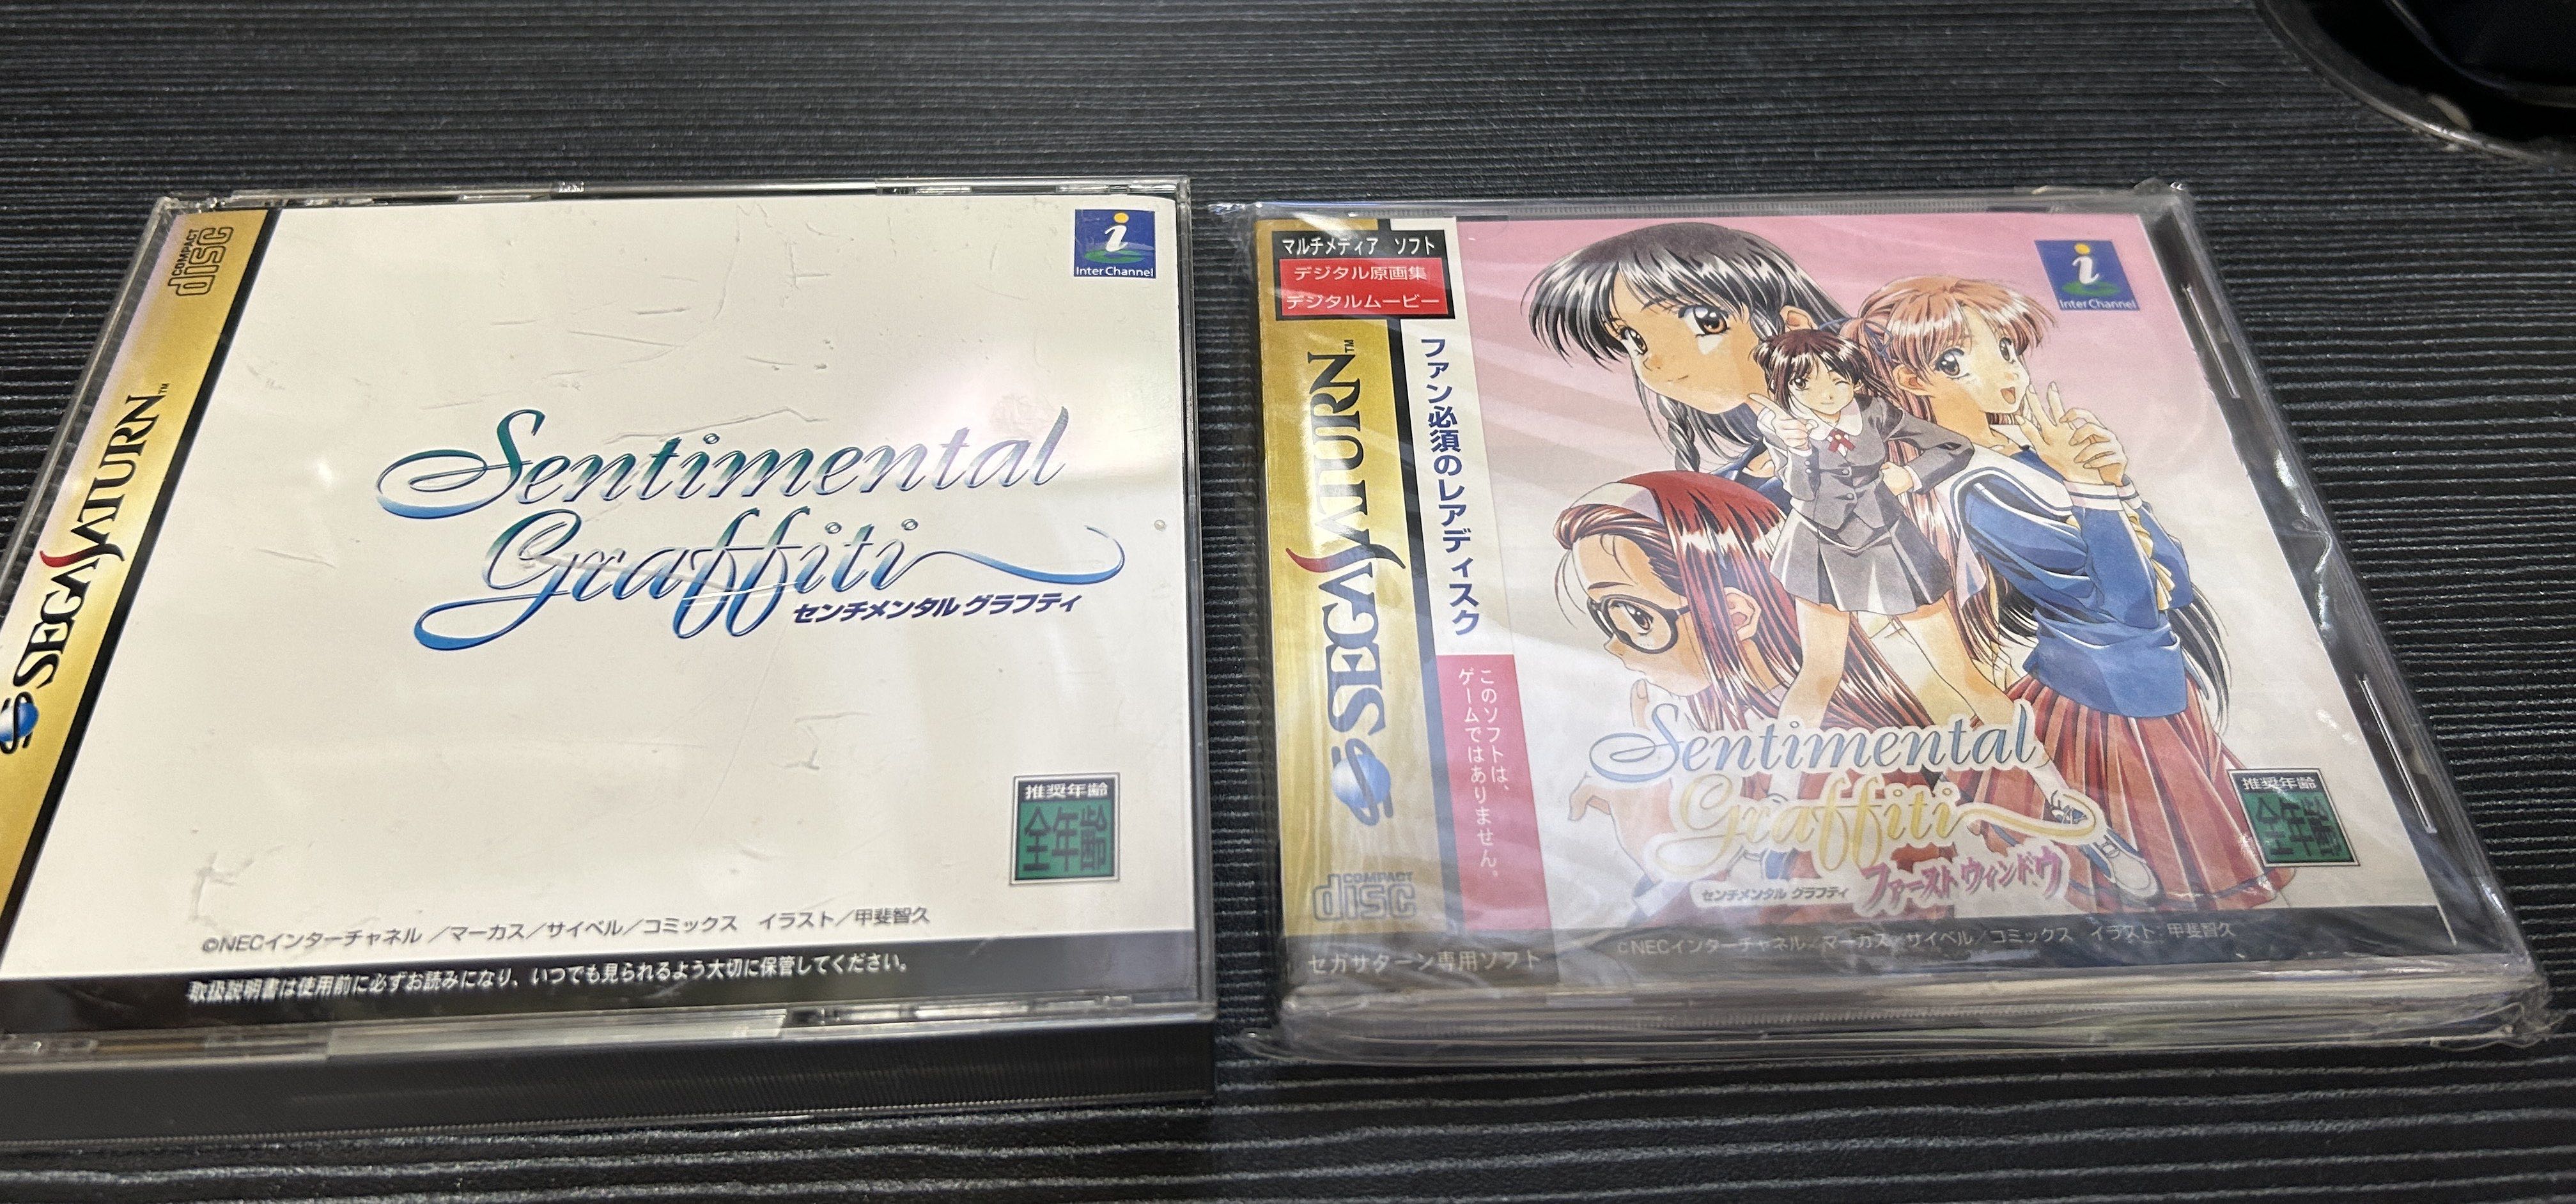 COMPACT
disc
SEGA SATURN™
i
InterChannel
Sentimental
Graffiti
センチメンタル グラフティ
推奨年齢
全年齢
©NECインターチャネル／マーカス／サイベル／コミックス　イラスト／甲斐智久
取扱説明書は使用前に必ずお読みになり、いつでも見られるよう大切に保管してください。
マルチメディア ソフト
デジタル原画集
デジタルムービー
SEGA SATURN™
COMPACT
disc
セガサターン専用ソフト
ファン必須のレアディスク
このソフトは、
ゲームではありません。
i
InterChannel
Sentimental
Graffiti
センチメンタル グラフティ
ファーストウィンドウ
推奨年齢
全年齢
©NECインターチャネル／マーカス／サイベル／コミックス　イラスト：甲斐智久